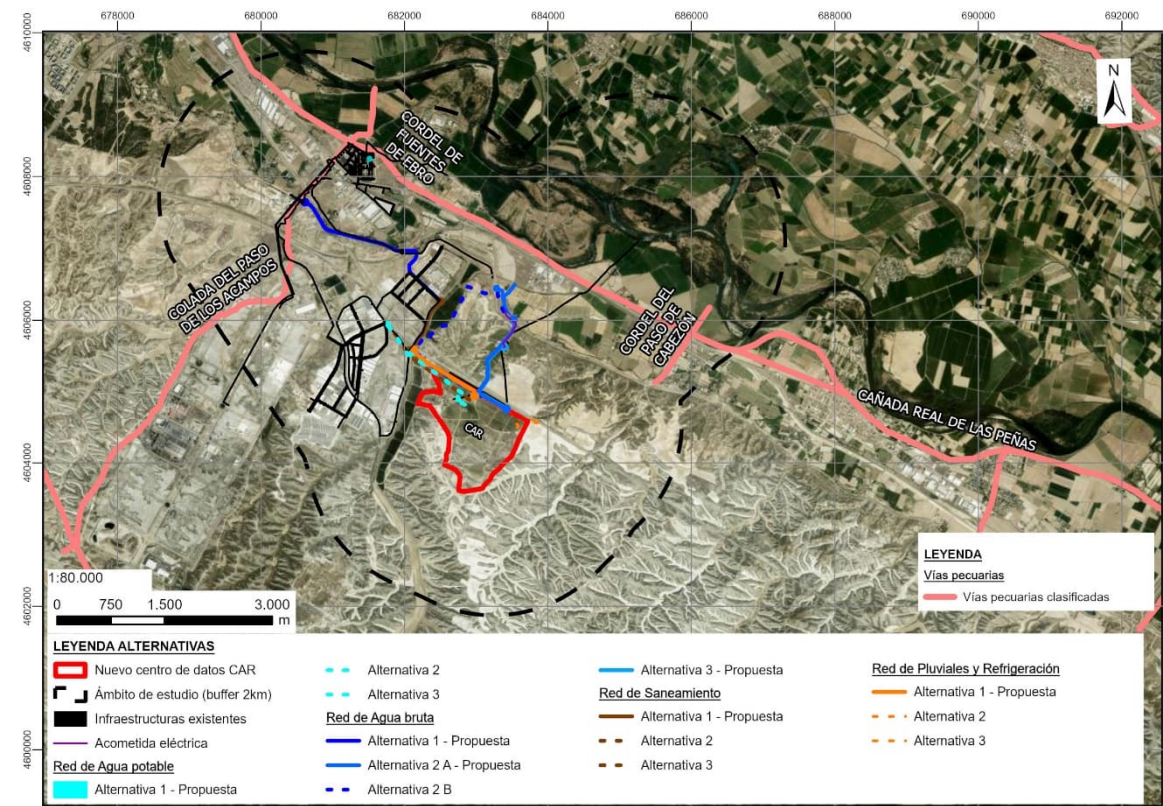 678000
680000
682000
684000
686000
688000
690000
692000
4610000
4608000
4606000
4604000
4602000
4600000
N
CORDEL DE
FUENTES
DE EBRO
COLADA DEL PASO
DE LOS ACAMPOS
CORDEL DEL
PASO DE
CABEZÓN
CAÑADA REAL DE LAS PEÑAS
CAR
LEYENDA
Vías pecuarias
Vías pecuarias clasificadas
1:80.000
0 750 1.500 3.000
m
LEYENDA ALTERNATIVAS
Nuevo centro de datos CAR
Ámbito de estudio (buffer 2km)
Infraestructuras existentes
Acometida eléctrica
Red de Agua potable
Alternativa 1 - Propuesta
Alternativa 2
Alternativa 3
Red de Agua bruta
Alternativa 1 - Propuesta
Alternativa 2 A - Propuesta
Alternativa 2 B
Alternativa 3 - Propuesta
Red de Saneamiento
Alternativa 1 - Propuesta
Alternativa 2
Alternativa 3
Red de Pluviales y Refrigeración
Alternativa 1 - Propuesta
Alternativa 2
Alternativa 3